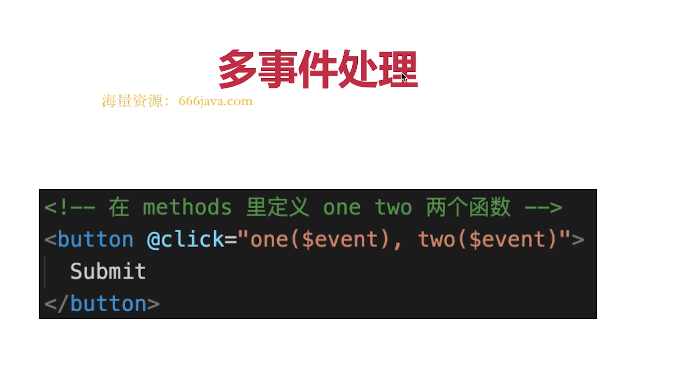 多事件处理
海量资源：666java.com
<!-- 在 methods 里定义 one two 两个函数 -->
<button @click="one($event), two($event)">
Submit
</button>